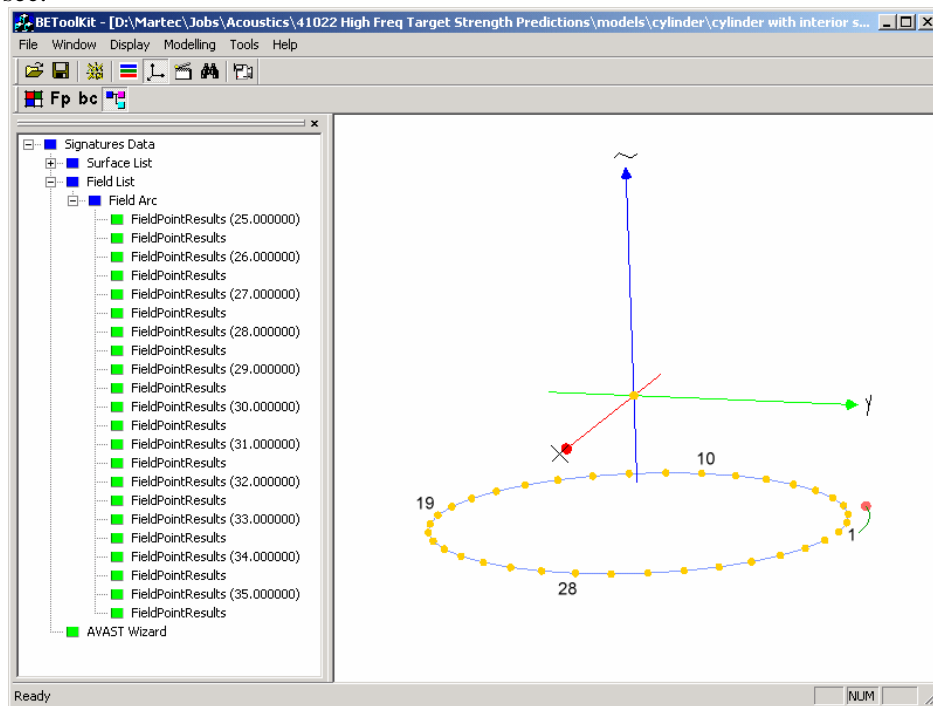 see.
BEToolKit - [D:\Martec\Jobs\Acoustics\41022 High Freq Target Strength Predictions\models\cylinder\cylinder with interior s...
File Window Display Modelling Tools Help
Fp bc
Signatures Data
Surface List
Field List
Field Arc
FieldPointResults (25.000000)
FieldPointResults
FieldPointResults (26.000000)
FieldPointResults
FieldPointResults (27.000000)
FieldPointResults
FieldPointResults (28.000000)
FieldPointResults
FieldPointResults (29.000000)
FieldPointResults
FieldPointResults (30.000000)
FieldPointResults
FieldPointResults (31.000000)
FieldPointResults
FieldPointResults (32.000000)
FieldPointResults
FieldPointResults (33.000000)
FieldPointResults
FieldPointResults (34.000000)
FieldPointResults
FieldPointResults (35.000000)
FieldPointResults
AVAST Wizard
y
X
10
19
1
28
Ready
NUM